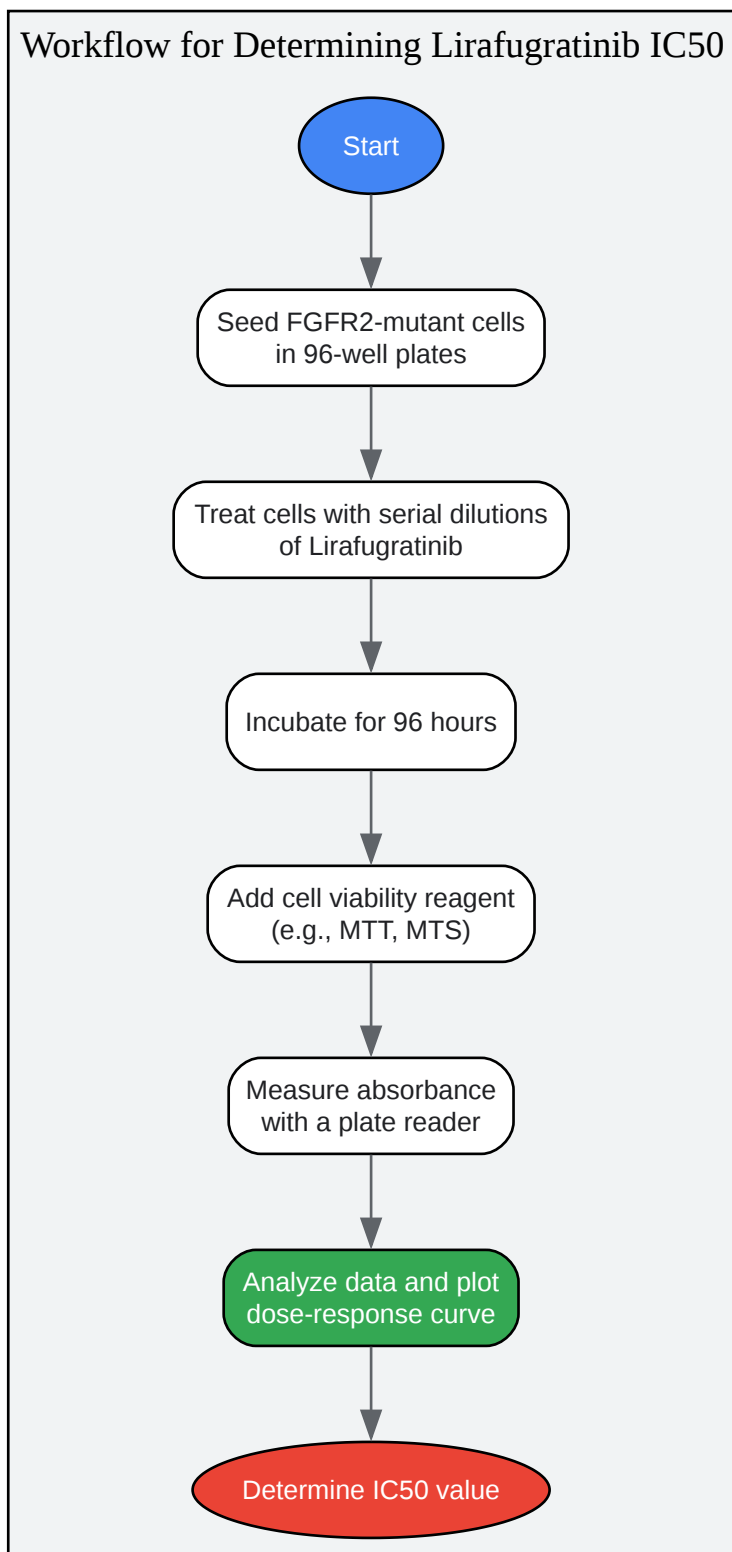 Workflow for Determining Lirafugratinib IC50
Start
Seed FGFR2-mutant cells
in 96-well plates
Treat cells with serial dilutions
of Lirafugratinib
Incubate for 96 hours
Add cell viability reagent
(e.g., MTT, MTS)
Measure absorbance
with a plate reader
Analyze data and plot
dose-response curve
Determine IC50 value